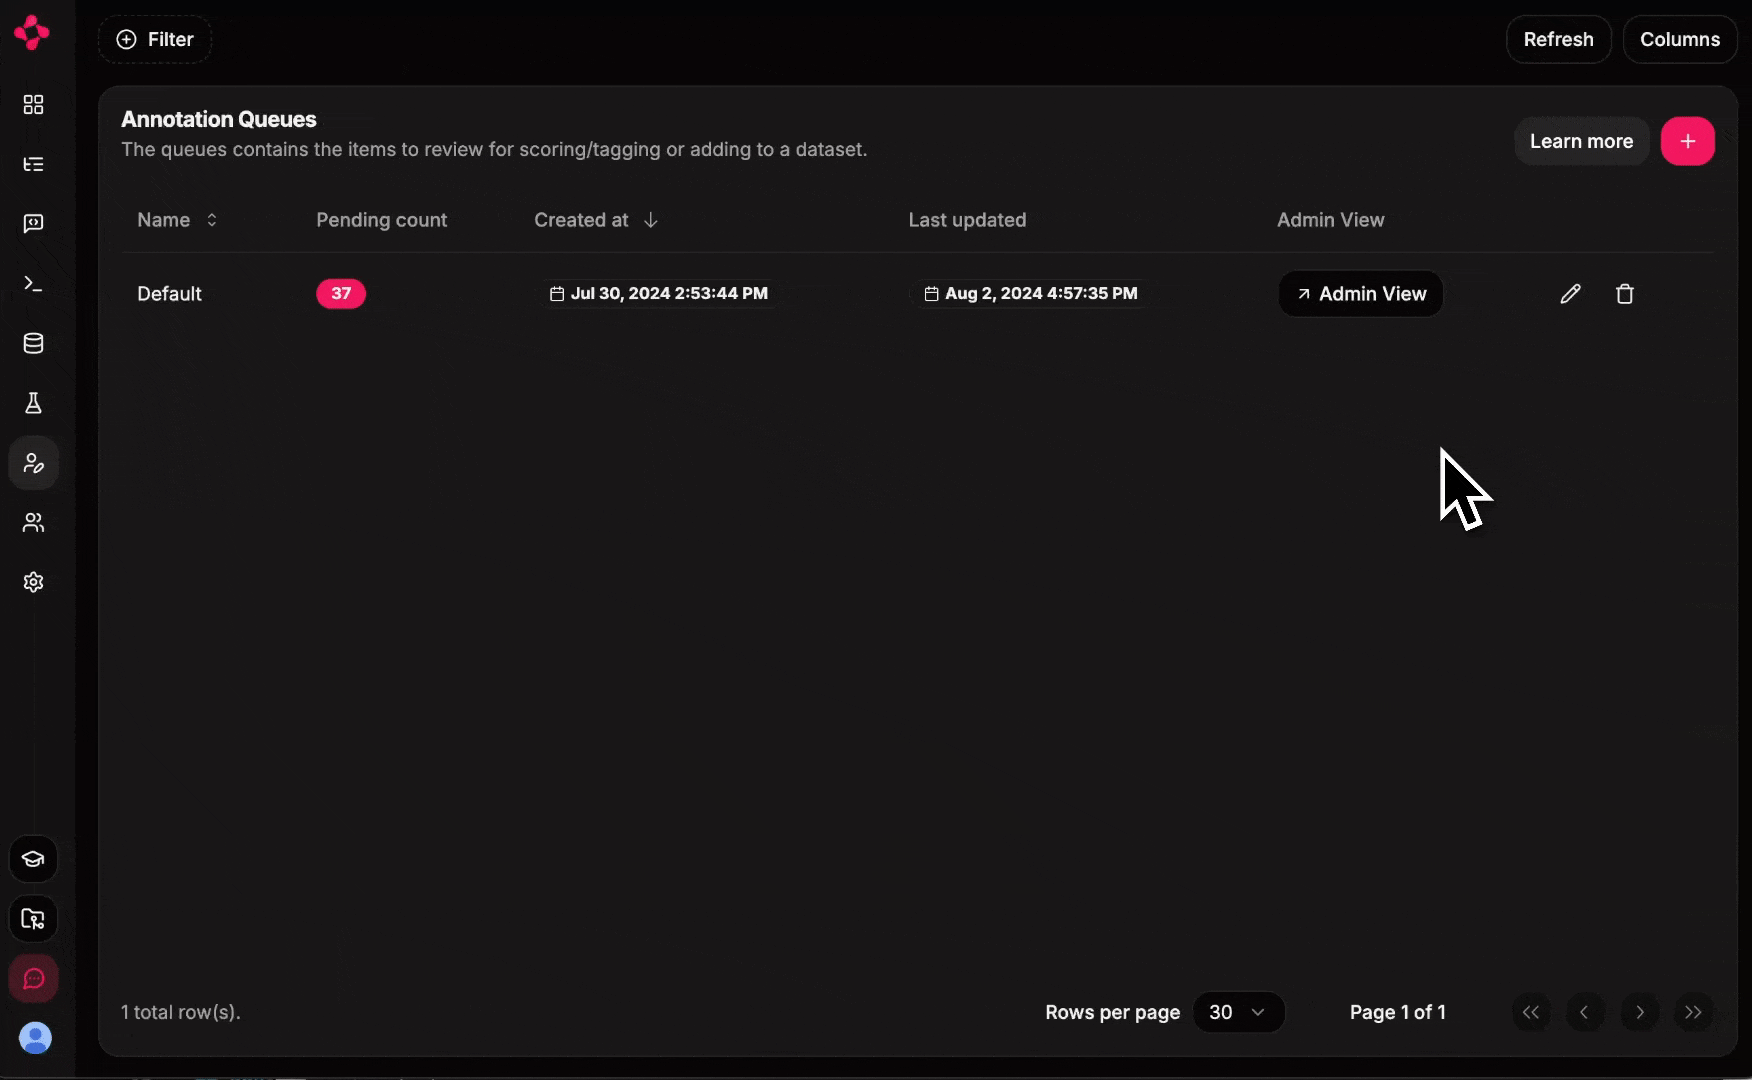 Filter
Refresh
Columns
Annotation Queues
The queues contains the items to review for scoring/tagging or adding to a dataset.
Learn more
Name Pending count Created at Last updated Admin View
Default 37 Jul 30, 2024 2:53:44 PM Aug 2, 2024 4:57:35 PM Admin View
1 total row(s).
Rows per page 30 Page 1 of 1